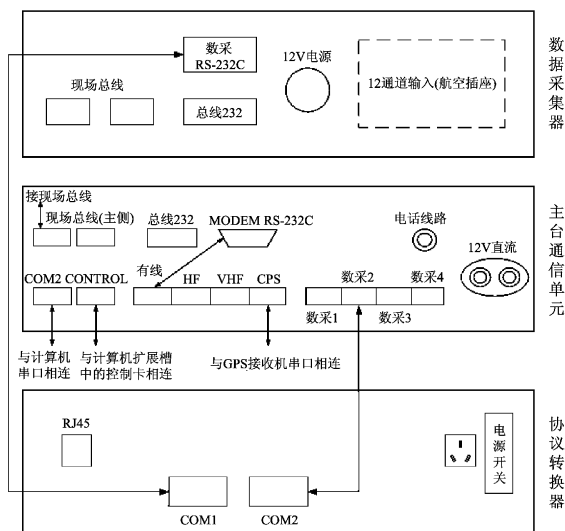 数采
RS-232C
12V电源
现场总线
总线232
12通道输入(航空插座)
数据采集器
接现场总线
现场总线(主侧)
总线232
MODEM RS-232C
电话线路
12V直流
主台通信单元
COM2
CONTROL
有线
HF
VHF
CPS
数采2
数采4
数采1
数采3
与计算机
串口相连
与计算机扩展槽
中的控制卡相连
与GPS接收机串口相连
RJ45
电源开关
协议转换器
COM1
COM2